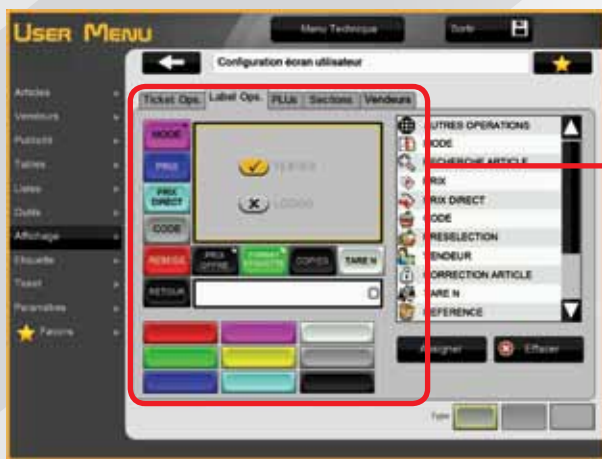 USER MENU
Menu Technique
Sortir
Configuration écran utilisateur
Articles
Vendeurs
Publicité
Tables
Listes
Outils
Affichage
Etiquette
Ticket
Paramètres
Favoris
Ticket Ops.
Label Ops.
PLUs
Sections
Vendeurs
MODE
PRIX
PRIX DIRECT
CODE
VERIFIER
LOGOS
REMISE
PRIX OFFRE
FORMAT ETIQUETTE
COPIES
TARE N
RETOUR
0
AUTRES OPERATIONS
MODE
RECHERCHE ARTICLE
PRIX
PRIX DIRECT
CODE
PRESELECTION
VENDEUR
CORRECTION ARTICLE
TARE N
REFERENCE
Assigner
Effacer
Type